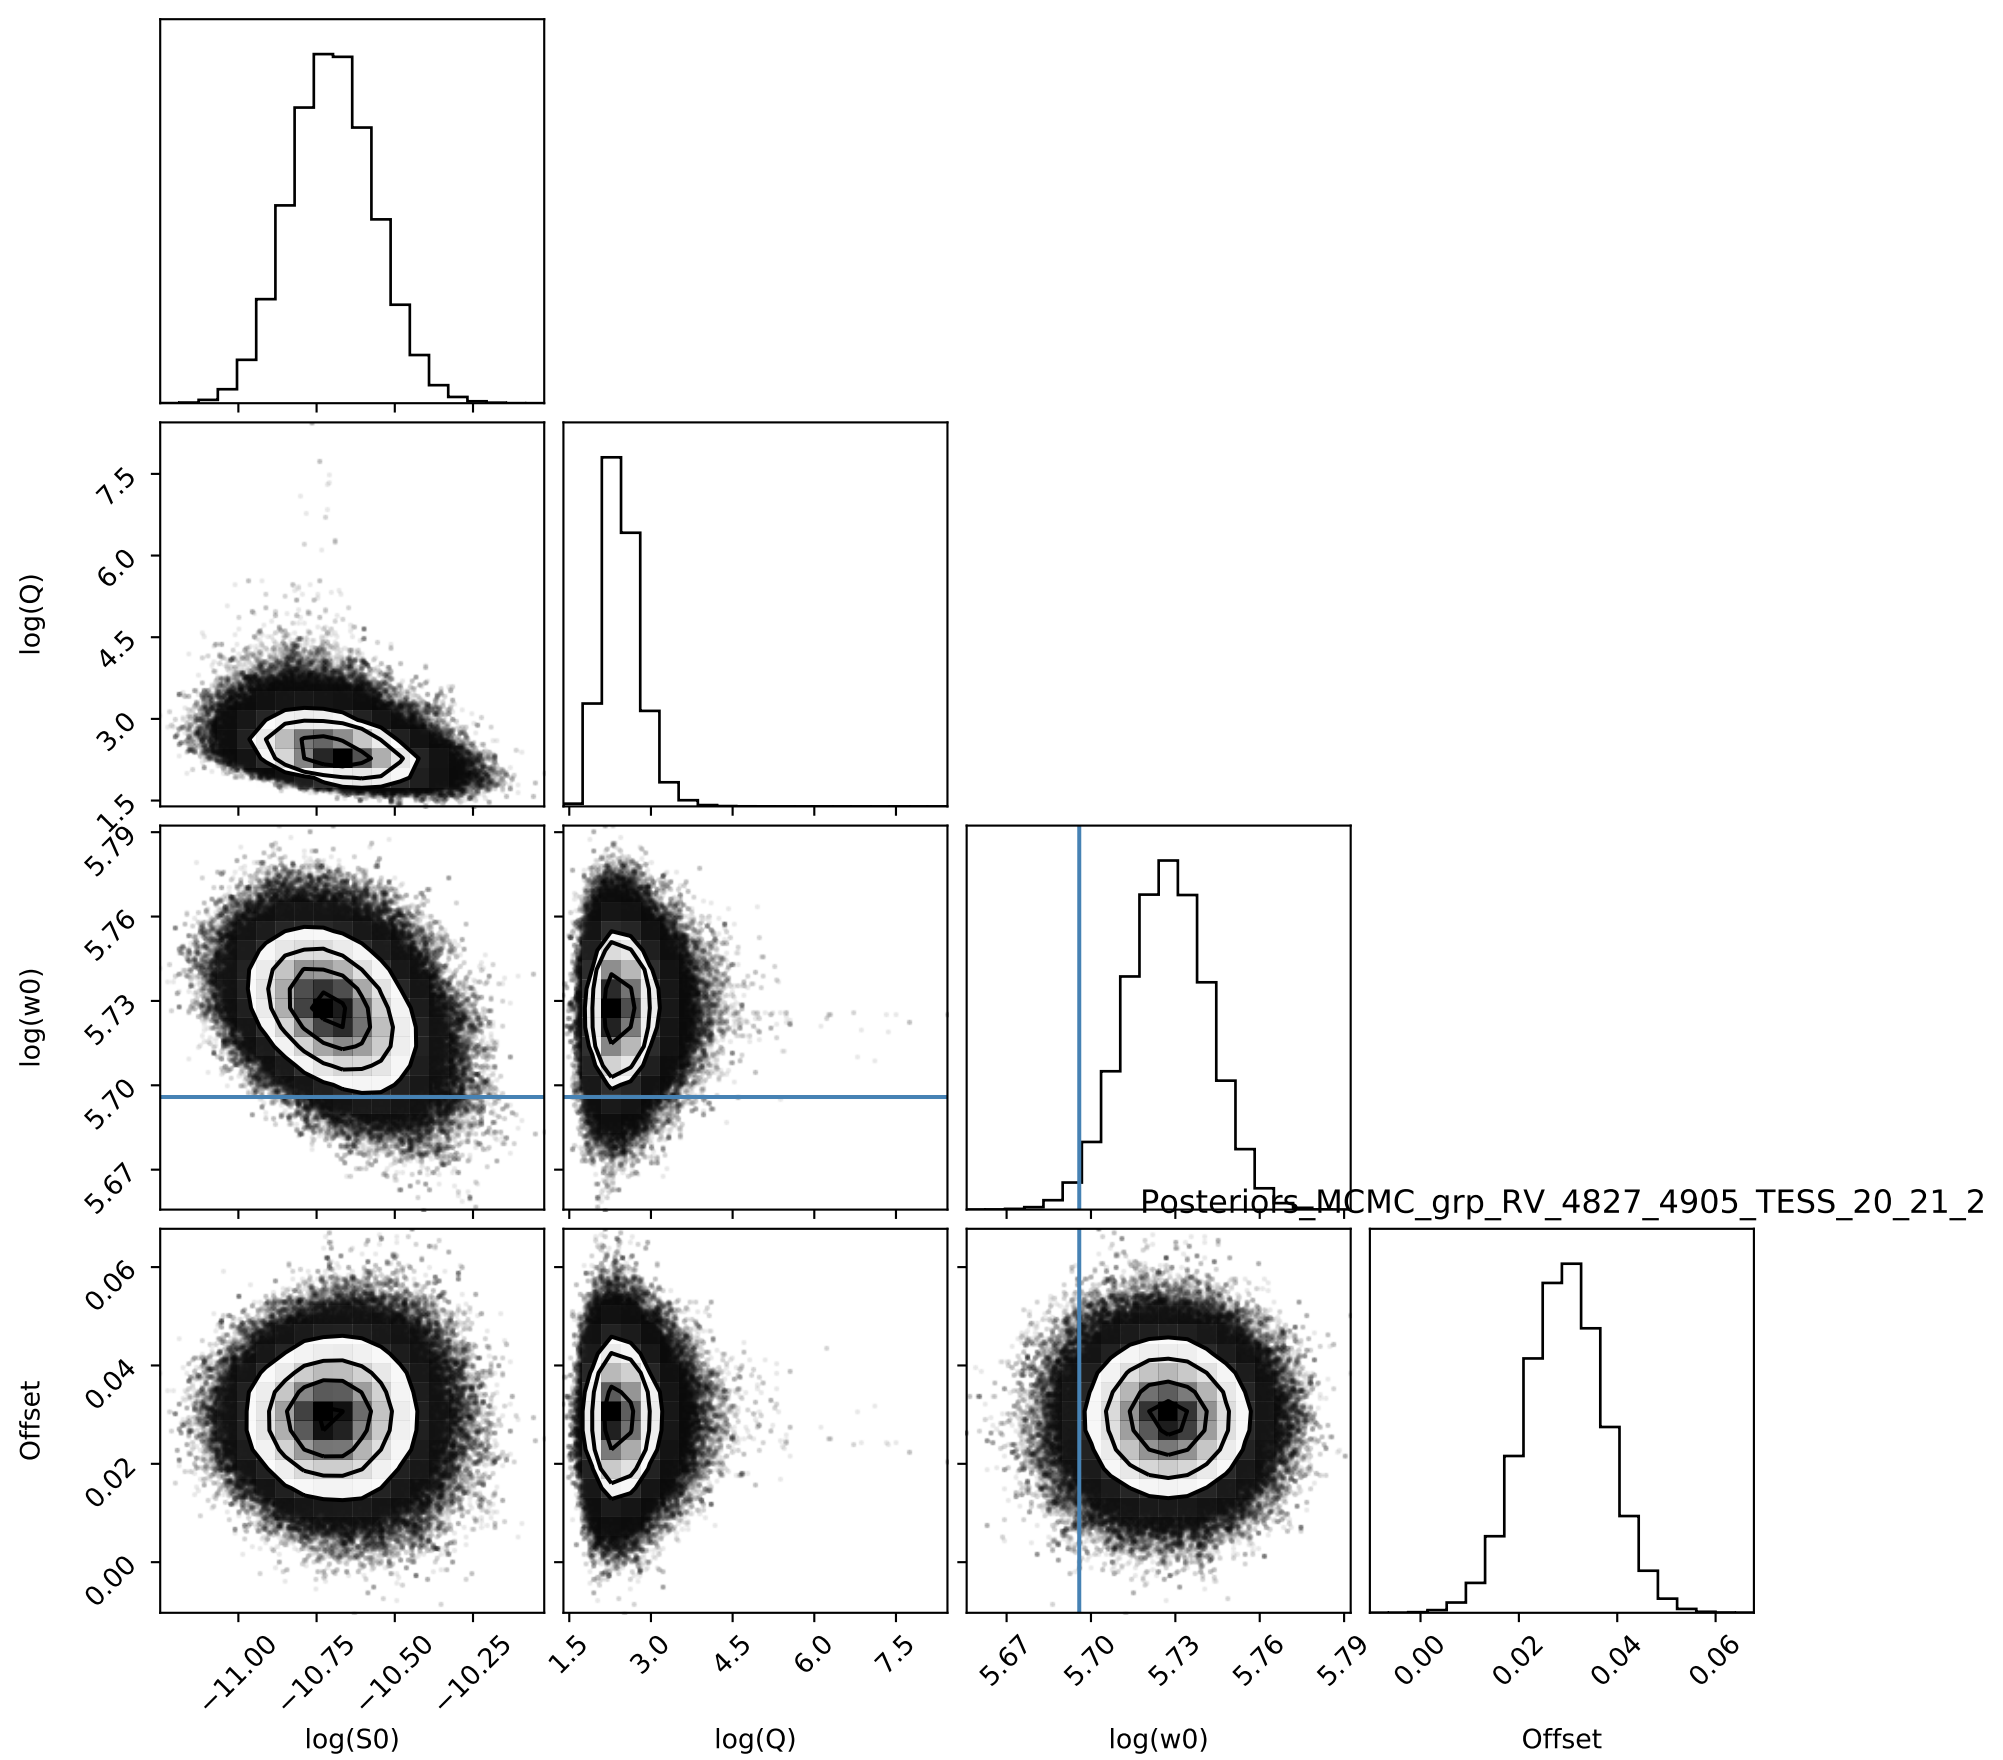 log(Q)
7.5
6.0
4.5
3.0
1.5
log(w0)
5.79
5.76
5.73
5.70
5.67
Posteriors_MCMC_grp_RV_4827_4905_TESS_20_21_2
Offset
0.06
0.04
0.02
0.00
−11.00 −10.75 −10.50 −10.25 1.5 3.0 4.5 6.0 7.5 5.67 5.70 5.73 5.76 5.79 0.00 0.02 0.04 0.06
log(S0) log(Q) log(w0) Offset